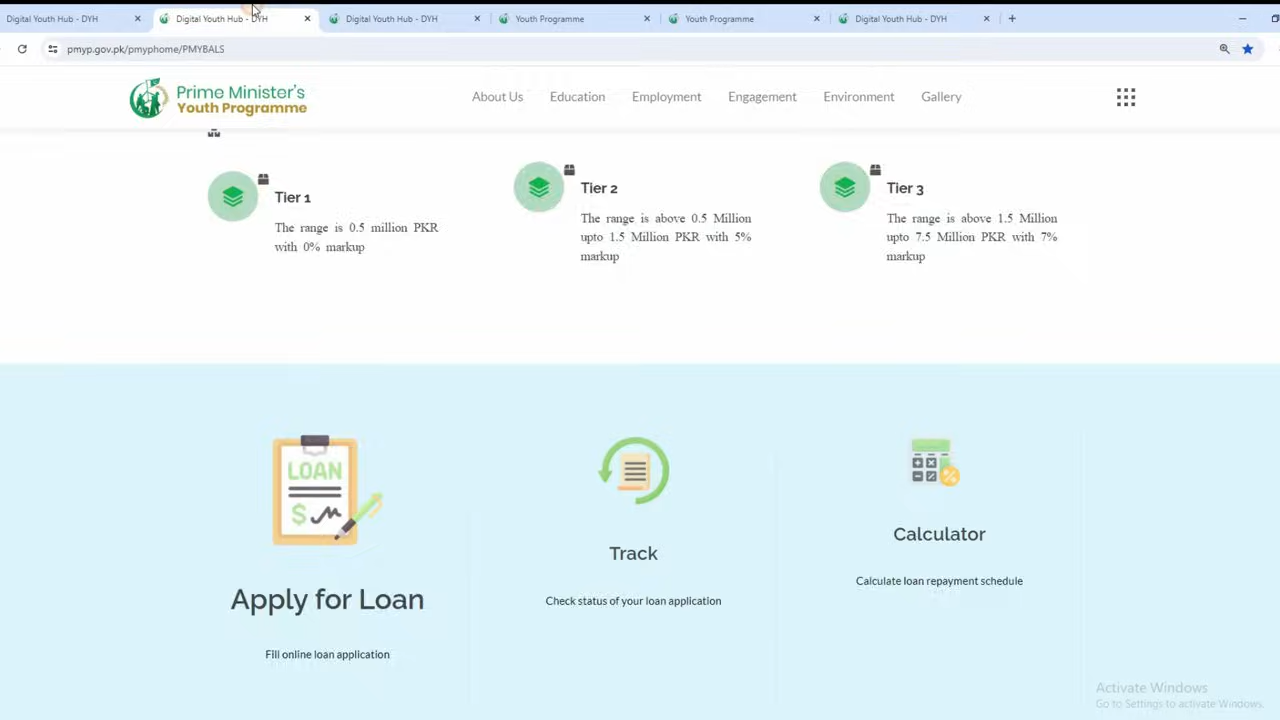 Digital Youth Hub - DYH
Digital Youth Hub - DYH
Digital Youth Hub - DYH
Youth Programme
Youth Programme
Digital Youth Hub - DYH
pmyp.gov.pk/pmyphome/PMYBALS
Prime Minister's
Youth Programme
About Us
Education
Employment
Engagement
Environment
Gallery
Tier 1
The range is 0.5 million PKR
with 0% markup
Tier 2
The range is above 0.5 Million
upto 1.5 Million PKR with 5%
markup
Tier 3
The range is above 1.5 Million
upto 7.5 Million PKR with 7%
markup
LOAN
$
Apply for Loan
Fill online loan application
Track
Check status of your loan application
Calculator
Calculate loan repayment schedule
Activate Windows
Go to Settings to activate Windows.